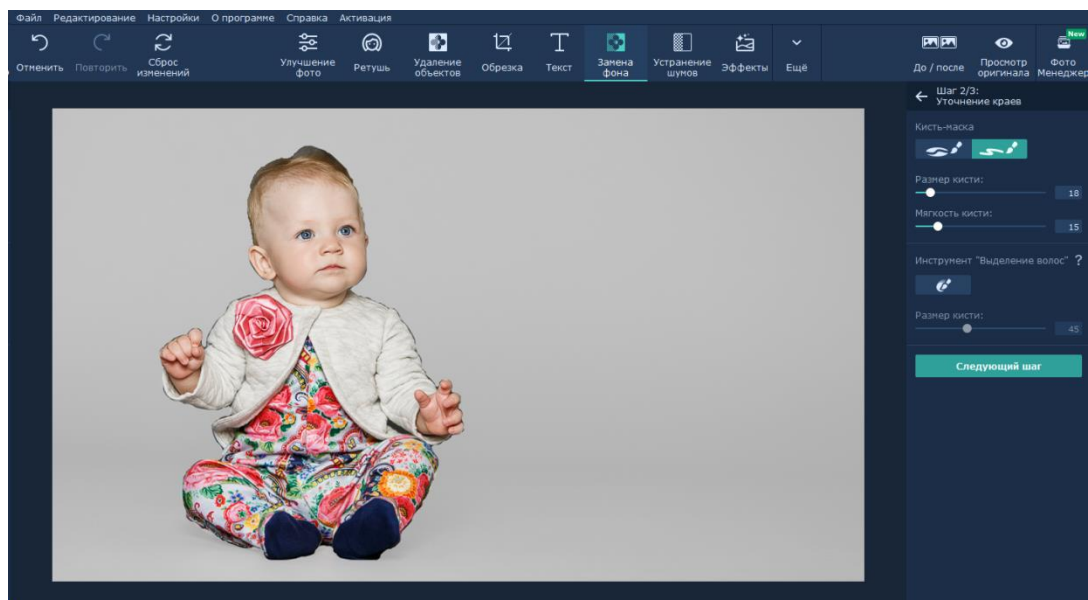 Файл Редактирование Настройки О программе Справка Активация
Отменить
Повторить
Сброс
изменений
Улучшение
фото
Ретушь
Удаление
объектов
Обрезка
Текст
Замена
фона
Устранение
шумов
Эффекты
Ещё
До / после
Просмотр
оригинала
New
Фото
Менеджер
Шаг 2/3:
Уточнение краев
Кисть-маска
Размер кисти:
18
Мягкость кисти:
15
Инструмент "Выделение волос" ?
Размер кисти:
45
Следующий шаг